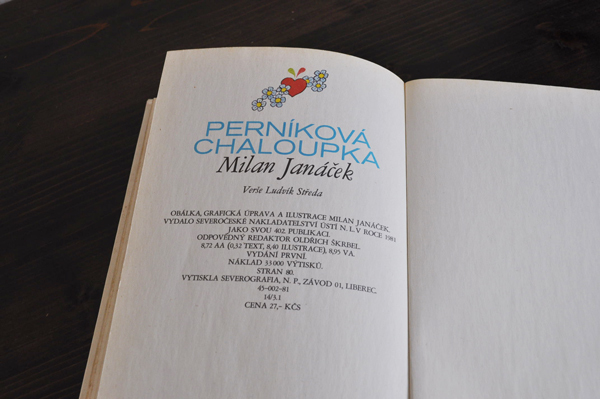 PERNÍKOVÁ
CHALOUPKA
Milan Janáček
Verše Ludvík Středa
OBÁLKA, GRAFICKÁ ÚPRAVA A ILUSTRACE MILAN JANÁČEK.
VYDALO SEVEROČESKÉ NAKLADATELSTVÍ ÚSTÍ N. L. V ROCE 1981
JAKO SVOU 402. PUBLIKACI.
ODPOVĚDNÝ REDAKTOR OLDŘICH ŠKRBEL.
8,72 AA (0,32 TEXT, 8,40 ILUSTRACE), 8,95 VA.
VYDÁNÍ PRVNÍ.
NÁKLAD 33 000 VÝTISKŮ.
STRAN 80.
VYTISKLA SEVEROGRAFIA, N. P., ZÁVOD 01, LIBEREC.
45-002-81
14/3.1
CENA 27,- KČS